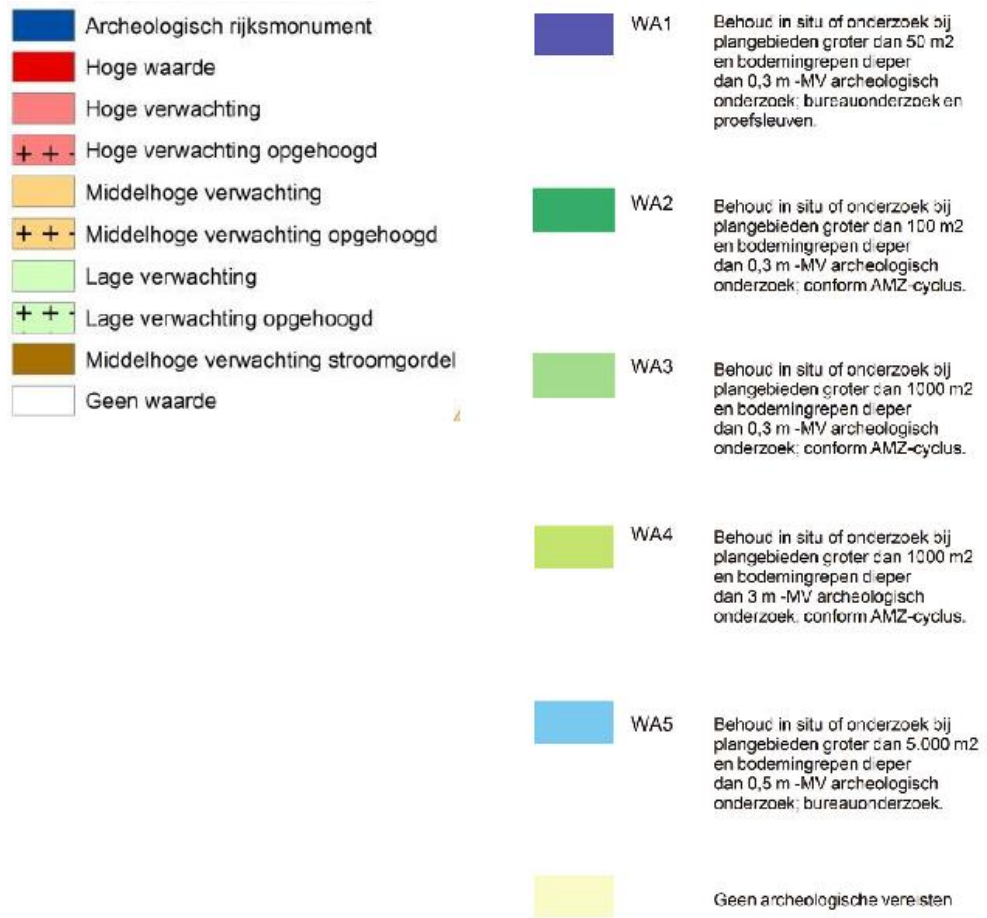 Archeologisch rijksmonument
Hoge waarde
Hoge verwachting
Hoge verwachting opgehoogd
Middelhoge verwachting
Middelhoge verwachting opgehoogd
Lage verwachting
Lage verwachting opgehoogd
Middelhoge verwachting stroomgordel
Geen waarde
WA1
Behoud in situ of onderzoek bij
plangebieden groter dan 50 m2
en bodemingrepen dieper
dan 0,3 m -MV archeologisch
onderzoek; bureauonderzoek en
proefsleuven.
WA2
Behoud in situ of onderzoek bij
plangebieden groter dan 100 m2
en bodemingrepen dieper
dan 0,3 m -MV archeologisch
onderzoek; conform AMZ-cyclus.
WA3
Behoud in situ of onderzoek bij
plangebieden groter dan 1000 m2
en bodemingrepen dieper
dan 0,3 m -MV archeologisch
onderzoek; conform AMZ-cyclus.
WA4
Behoud in situ of onderzoek bij
plangebieden groter dan 1000 m2
en bodemingrepen dieper
dan 3 m -MV archeologisch
onderzoek; conform AMZ-cyclus.
WA5
Behoud in situ of onderzoek bij
plangebieden groter dan 5.000 m2
en bodemingrepen dieper
dan 0,5 m -MV archeologisch
onderzoek; bureauonderzoek.
Geen archeologische vereisten